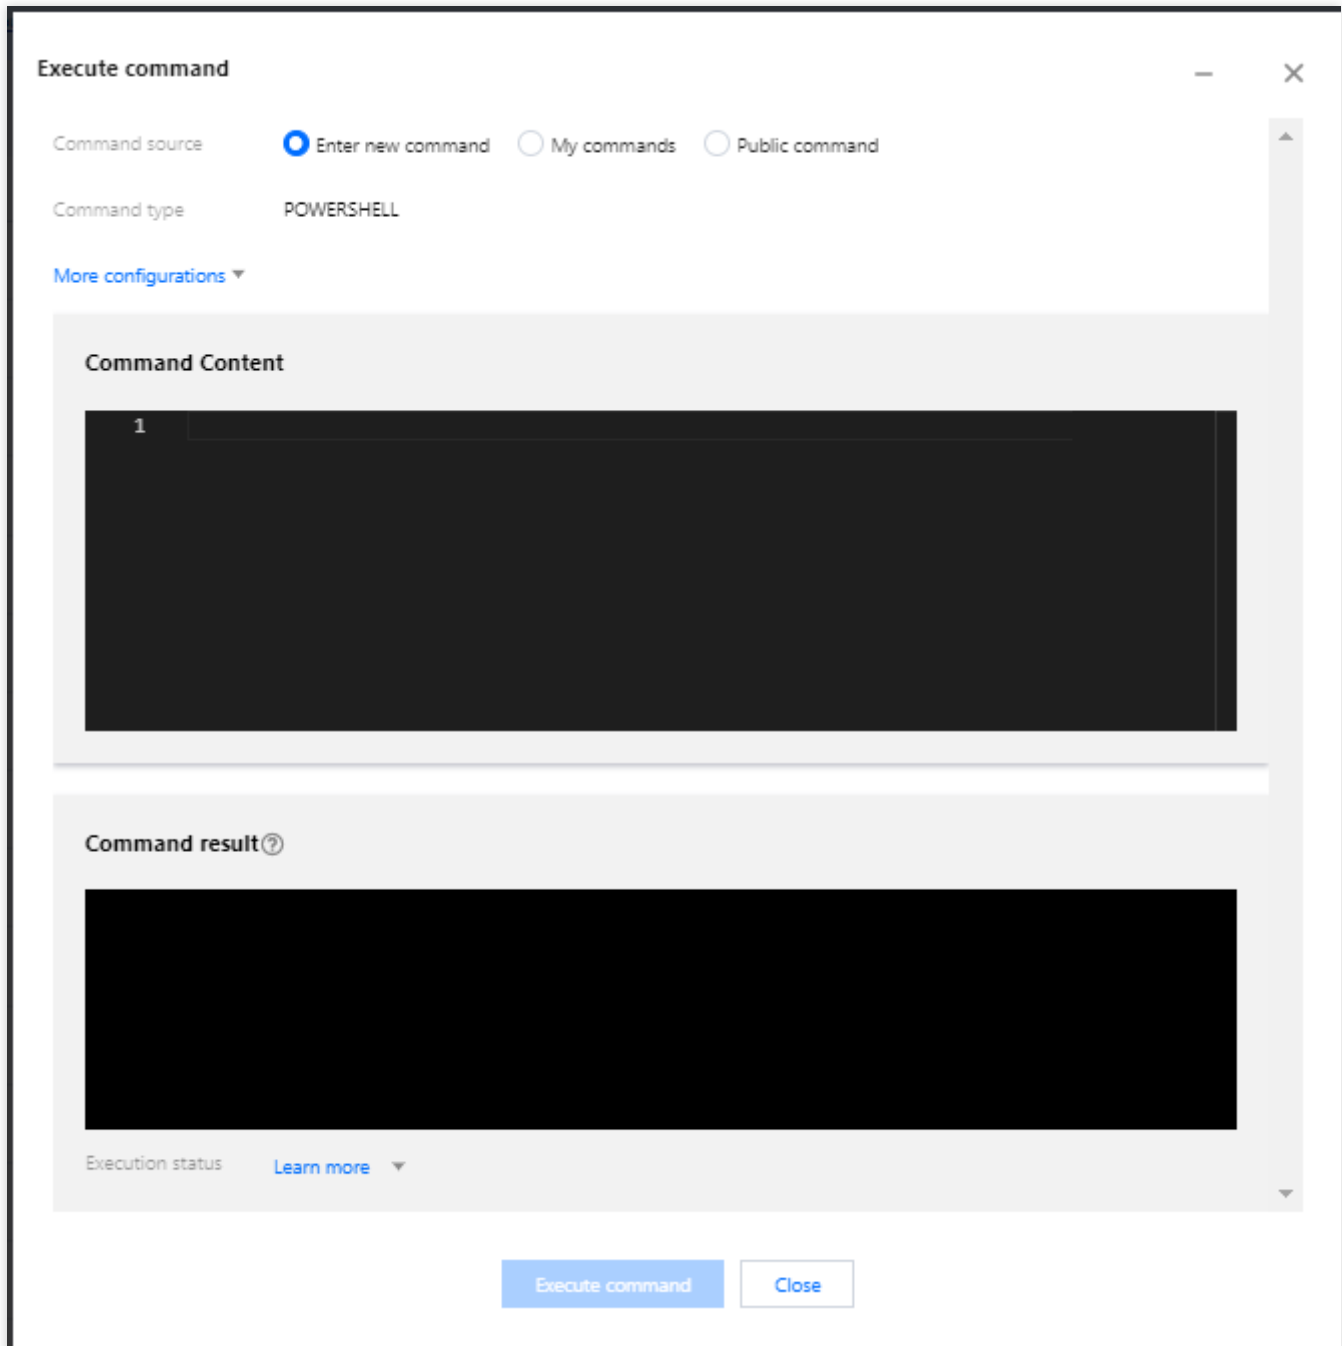 Execute command
Command source Enter new command My commands Public command
Command type POWERSHELL
More configurations
Command Content
1
Command result?
Execution status Learn more
Execute command Close